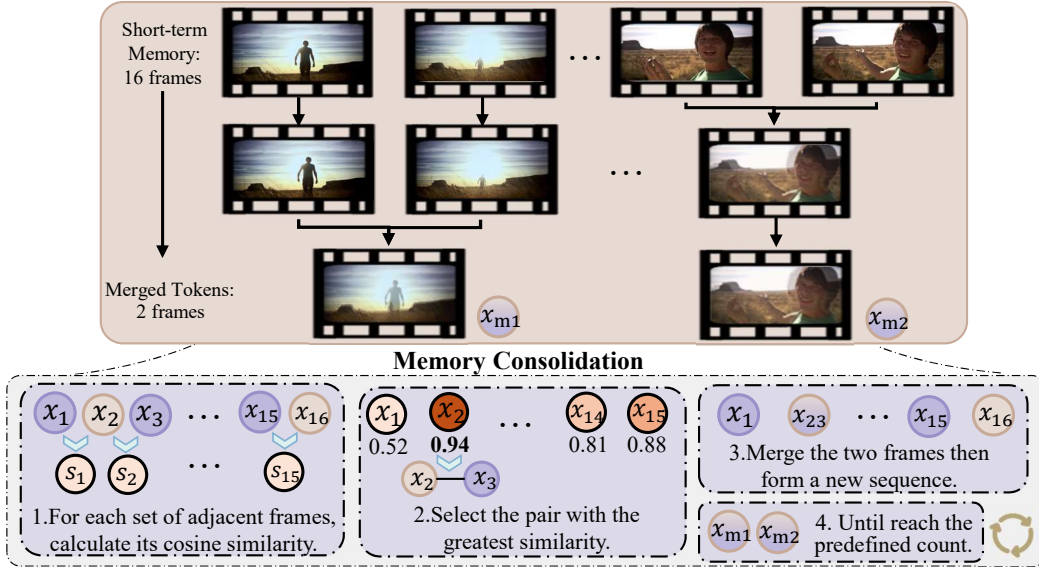 Short-term
Memory:
16 frames
...
...
Merged Tokens:
2 frames
x_m1
x_m2
Memory Consolidation
x_1 x_2 x_3 ... x_15 x_16
s_1 s_2 ... s_15
1.For each set of adjacent frames,
calculate its cosine similarity.
x_1 x_2 ... x_14 x_15
0.52 0.94 0.81 0.88
x_2 x_3
2.Select the pair with the
greatest similarity.
x_1 x_23 ... x_15 x_16
3.Merge the two frames then
form a new sequence.
x_m1 x_m2
4. Until reach the
predefined count.